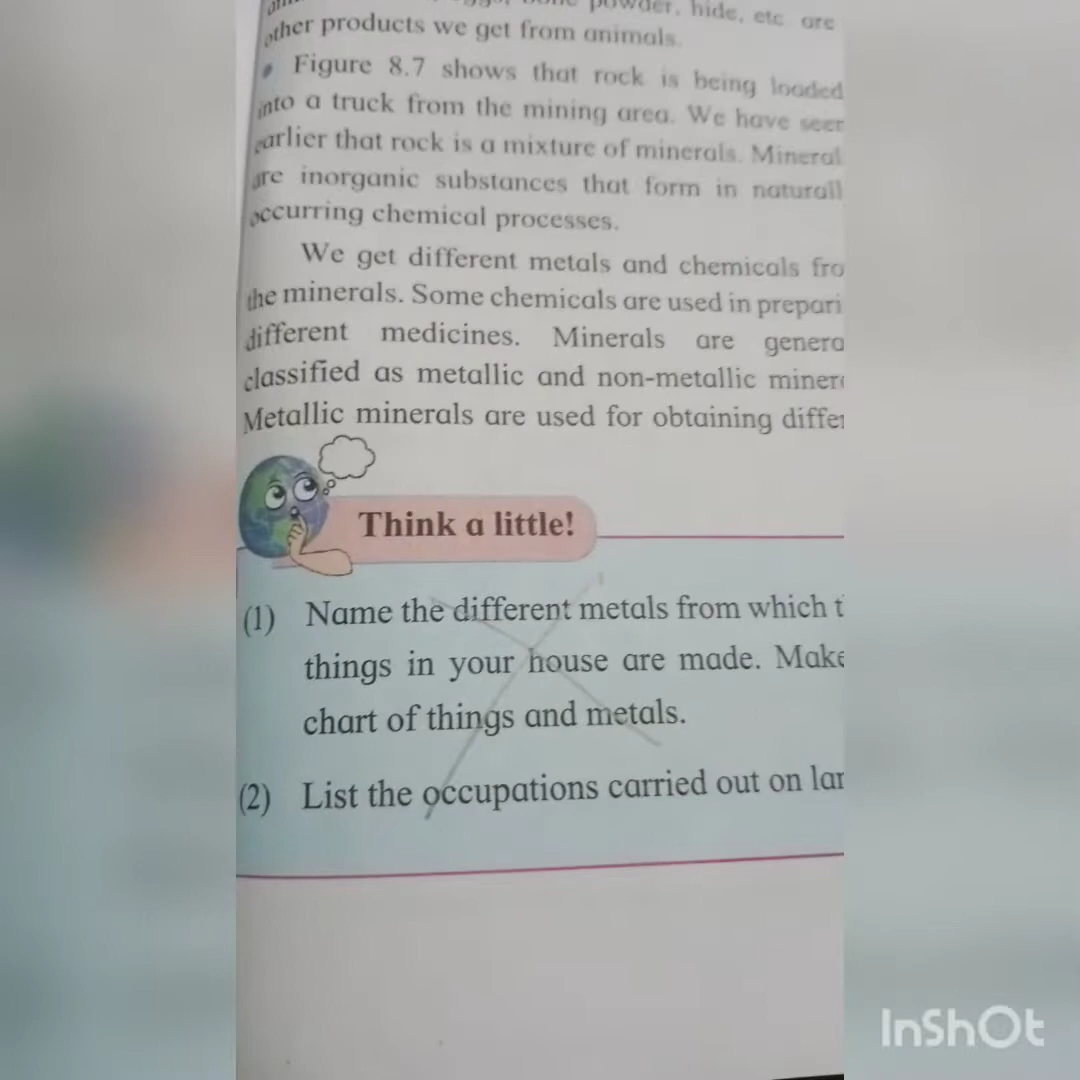 powder, hide, etc are
other products we get from animals.
Figure 8.7 shows that rock is being loaded
into a truck from the mining area. We have seen
earlier that rock is a mixture of minerals. Mineral
are inorganic substances that form in naturall
occurring chemical processes.
We get different metals and chemicals fro
the minerals. Some chemicals are used in prepari
different medicines. Minerals are genera
classified as metallic and non-metallic miner
Metallic minerals are used for obtaining differ
Think a little!
(1) Name the different metals from which t
things in your house are made. Make
chart of things and metals.
(2) List the occupations carried out on lan
InShOt